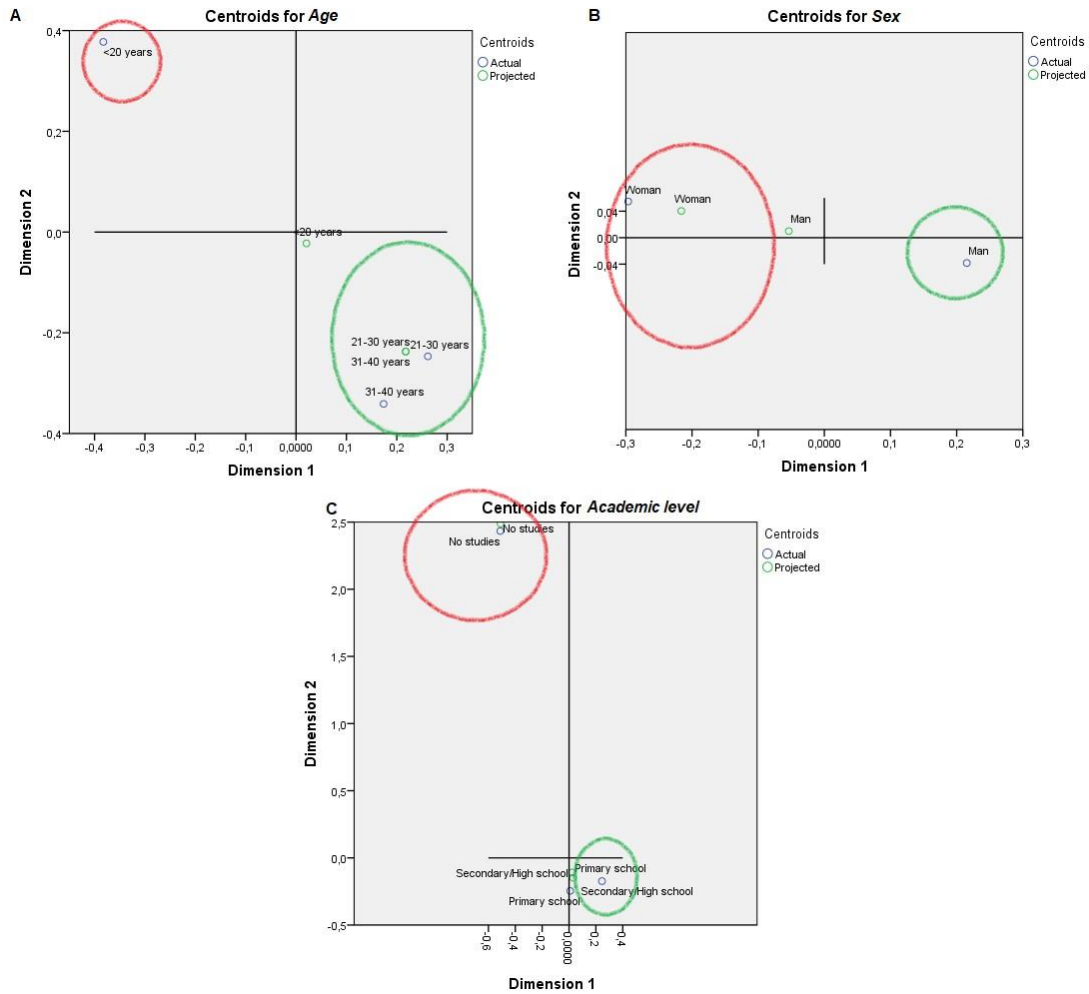 A
Centroids for Age
Centroids
Actual
Projected
0,4
0,2
0,0
-0,2
-0,4
Dimension 2
<20 years
<20 years
21-30 years
21-30 years
31-40 years
31-40 years
-0,4
-0,3
-0,2
-0,1
0,0000
0,1
0,2
0,3
Dimension 1
B
Centroids for Sex
Centroids
Actual
Projected
Woman
Woman
Man
Man
0,04
0,00
-0,04
Dimension 2
-0,3
-0,2
-0,1
0,0000
0,1
0,2
0,3
Dimension 1
C
Centroids for Academic level
Centroids
Actual
Projected
2,5
2,0
1,5
1,0
0,5
0,0
-0,5
Dimension 2
No studies
No studies
Secondary/High school
Primary school
Primary school
Secondary/High school
-0,6
-0,4
-0,2
0,0000
0,2
0,4
Dimension 1